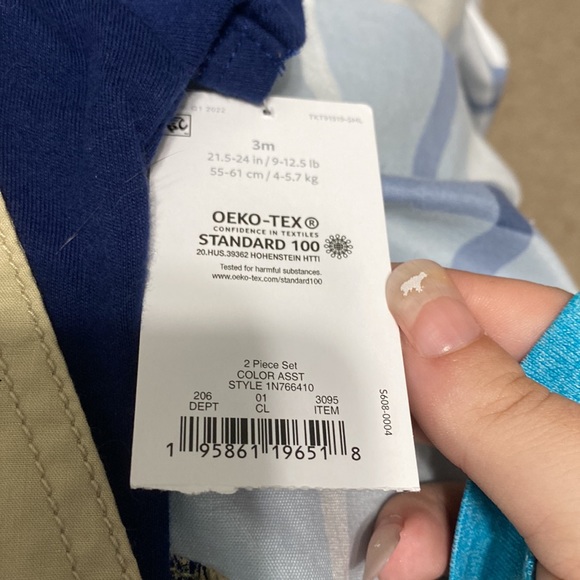 3m
21.5-24 in / 9-12.5 lb
55-61 cm / 4-5.7 kg
OEKO-TEX®
CONFIDENCE IN TEXTILES
STANDARD 100
20.HUS.39362 HOHENSTEIN HTTI
Tested for harmful substances.
www.oeko-tex.com/standard100
2 Piece Set
COLOR ASST
STYLE 1N766410
206 01 3095
DEPT CL ITEM
1 95861 19651 8
S608-0004